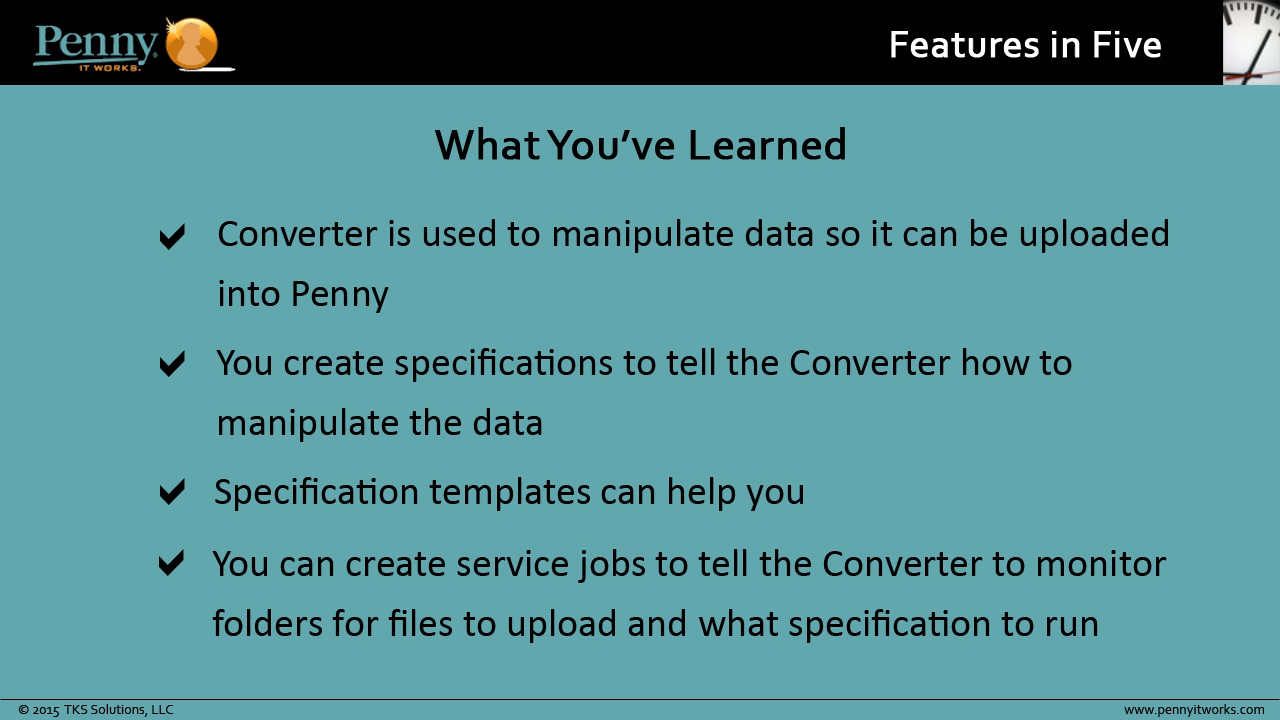 Penny®
IT WORKS.
Features in Five
What You’ve Learned
Converter is used to manipulate data so it can be uploaded
into Penny
You create specifications to tell the Converter how to
manipulate the data
Specification templates can help you
You can create service jobs to tell the Converter to monitor
folders for files to upload and what specification to run
© 2015 TKS Solutions, LLC
www.pennyitworks.com